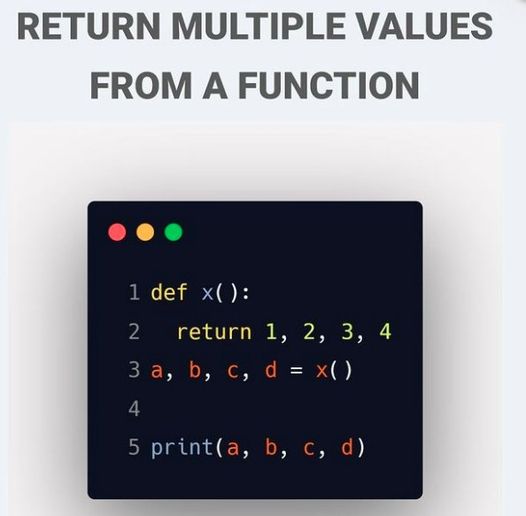 RETURN MULTIPLE VALUES
FROM A FUNCTION
1 def x():
2   return 1, 2, 3, 4
3 a, b, c, d = x()
4
5 print(a, b, c, d)